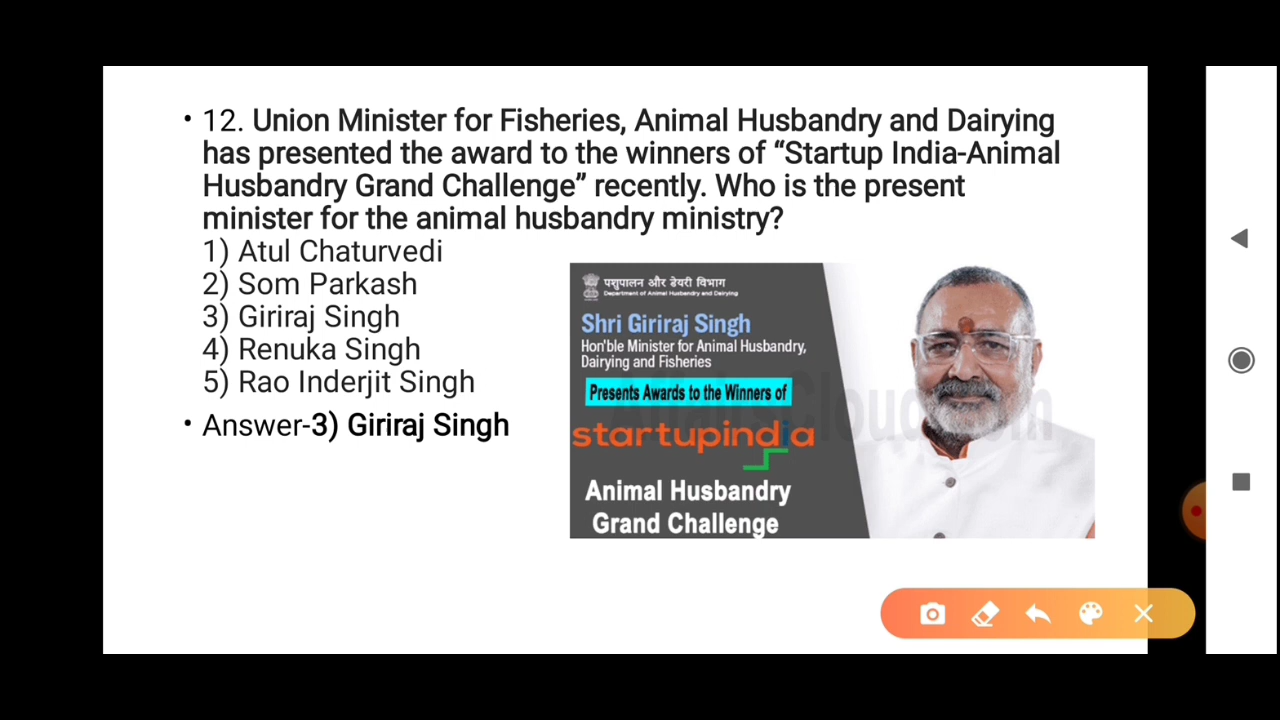 • 12. Union Minister for Fisheries, Animal Husbandry and Dairying
has presented the award to the winners of “Startup India-Animal
Husbandry Grand Challenge” recently. Who is the present
minister for the animal husbandry ministry?
1) Atul Chaturvedi
2) Som Parkash
3) Giriraj Singh
4) Renuka Singh
5) Rao Inderjit Singh
• Answer-3) Giriraj Singh
पशुपालन और डेयरी विभाग
Department of Animal Husbandry and Dairying
Shri Giriraj Singh
Hon'ble Minister for Animal Husbandry,
Dairying and Fisheries
Presents Awards to the Winners of
AffairsCloud.com
startupindia
Animal Husbandry
Grand Challenge